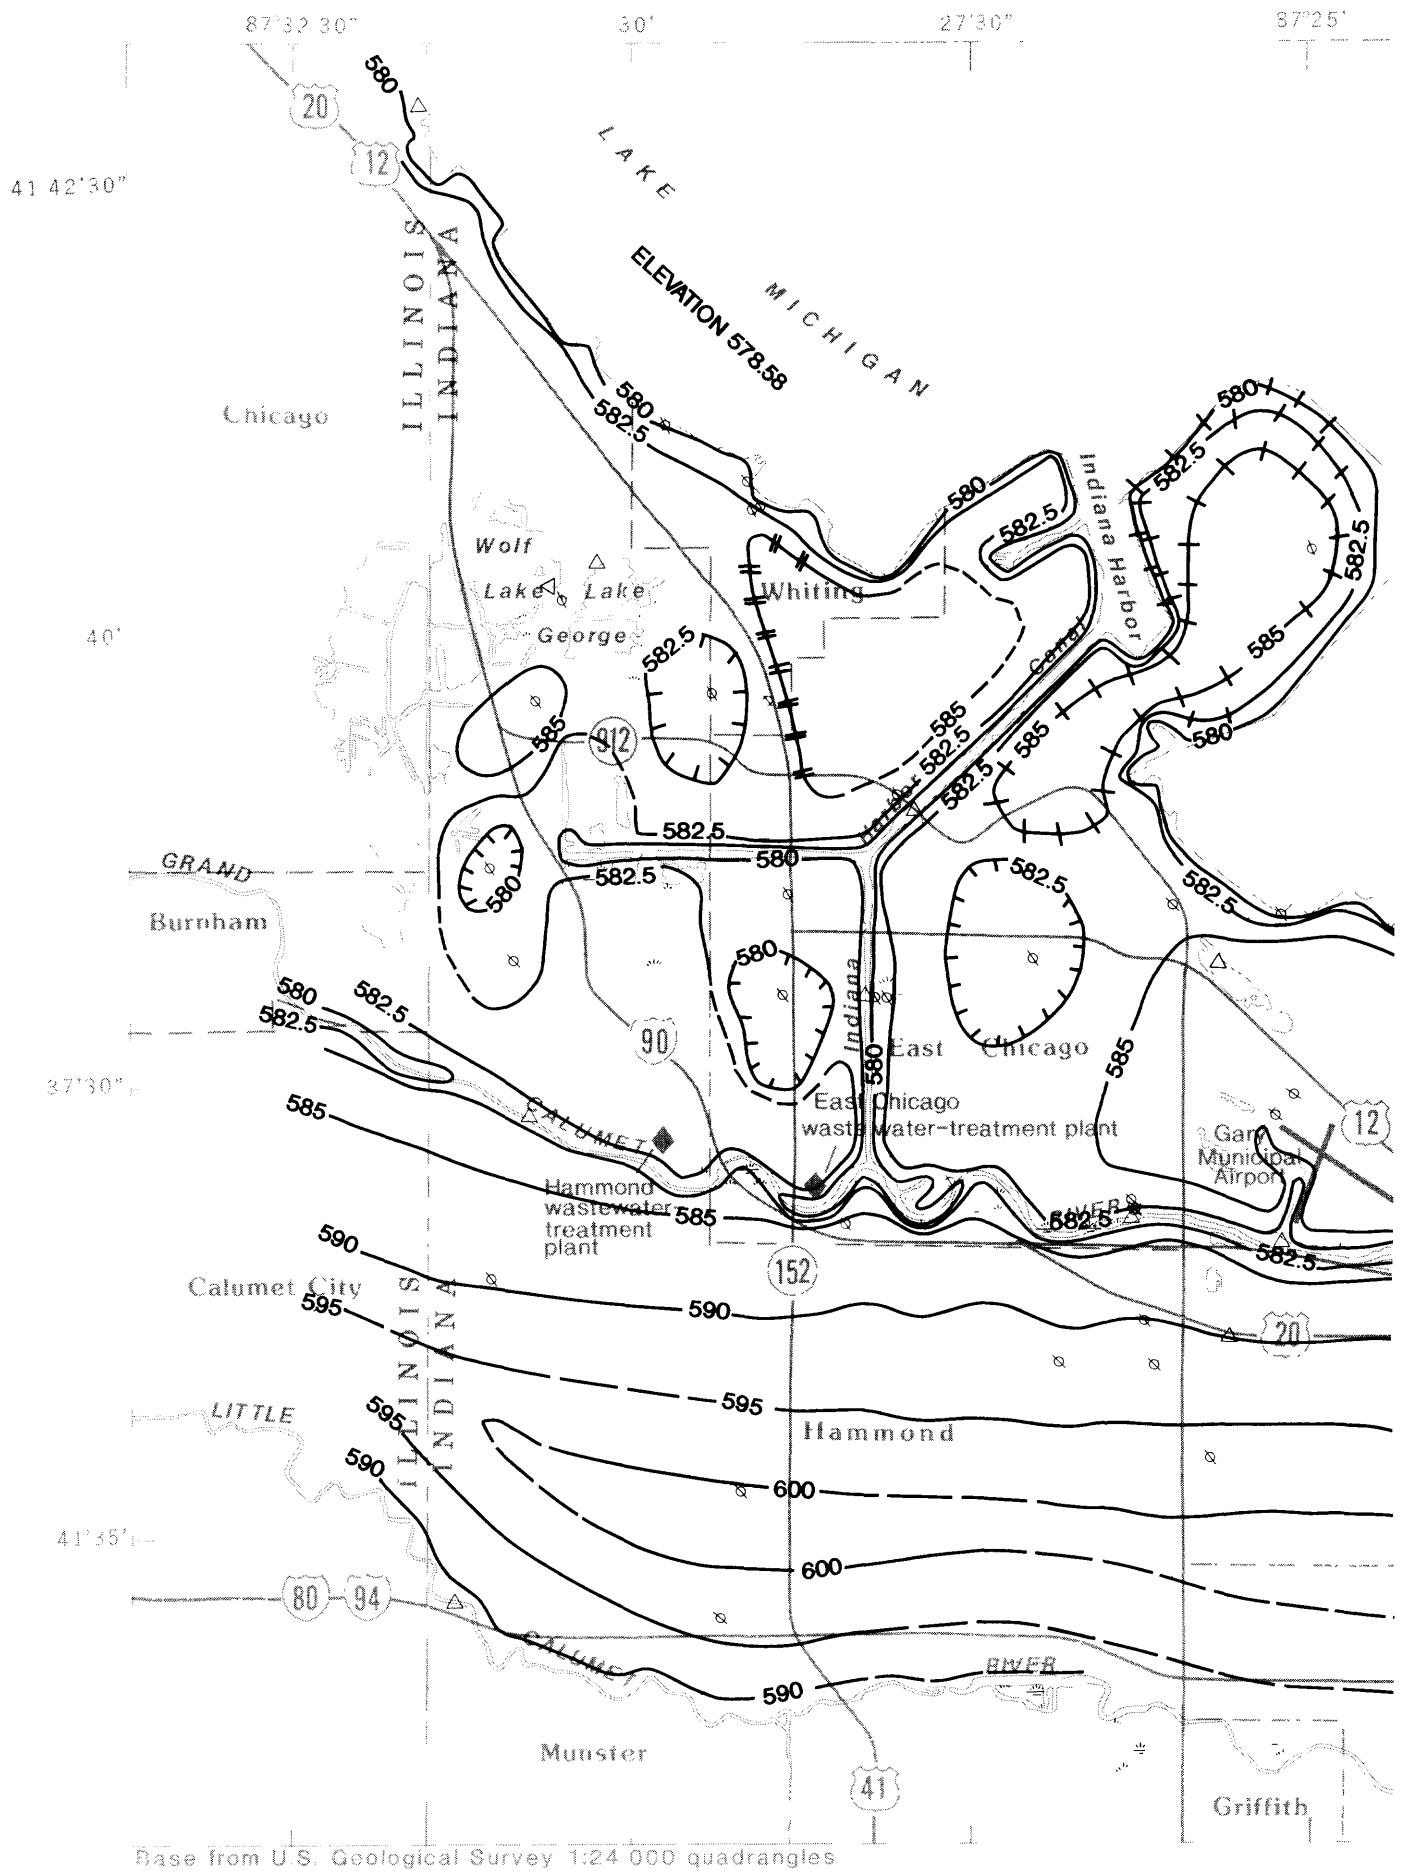 87°32'30"
30'
27'30"
87°25'
580
20
12
LAKE
41 42'30"
ILLINOIS
INDIANA
ELEVATION 578.58
MICHIGAN
580
580
582.5
Chicago
582.5
580
Indiana Harbor
582.5
582.5
Wolf
Lake
Lake
George
Whiting
40'
582.5
585
Canal
585
912
585
582.5
585
580
582.5
Harbor
582.5
580
GRAND
582.5
580
582.5
582.5
Burnham
580
Indiana
580
582.5
582.5
90
East Chicago
580
585
37'30"
585
CALUMET
East Chicago
waste water-treatment plant
12
Gary
Municipal
Airport
Hammond
wastewater
treatment
plant
585
RIVER
582.5
590
582.5
Calumet City
152
595
590
ILLINOIS
INDIANA
20
595
LITTLE
595
Hammond
590
600
41°35'
600
80
94
CALUMET
RIVER
590
Munster
41
Griffith
Base from U.S. Geological Survey 1:24 000 quadrangles